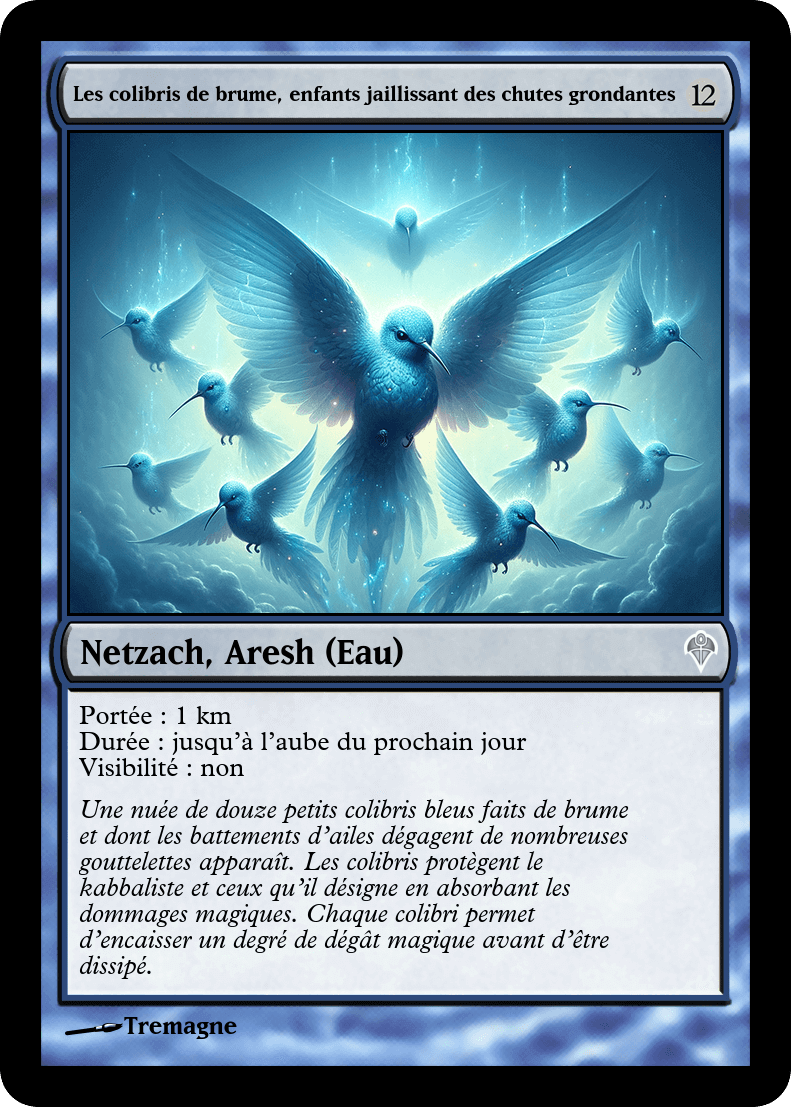 Les colibris de brume, enfants jaillissant des chutes grondantes 12
Netzach, Aresh (Eau)
Portée : 1 km
Durée : jusqu'à l'aube du prochain jour
Visibilité : non
Une nuée de douze petits colibris bleus faits de brume
et dont les battements d'ailes dégagent de nombreuses
gouttelettes apparaît. Les colibris protègent le
kabbaliste et ceux qu'il désigne en absorbant les
dommages magiques. Chaque colibri permet
d'encaisser un degré de dégât magique avant d'être
dissipé.
Tremagne